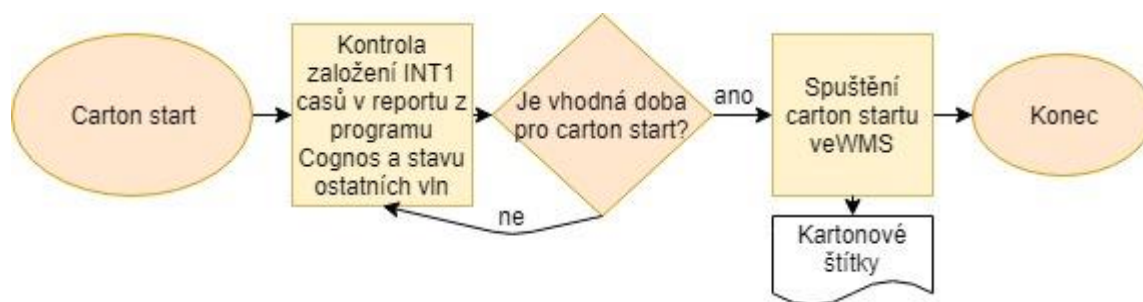 Carton start
Kontrola
založení INT1
casů v reportu z
programu
Cognos a stavu
ostatních vln
Je vhodná doba
pro carton start?
ano
ne
Spuštění
carton startu
veWMS
Kartonové
štítky
Konec